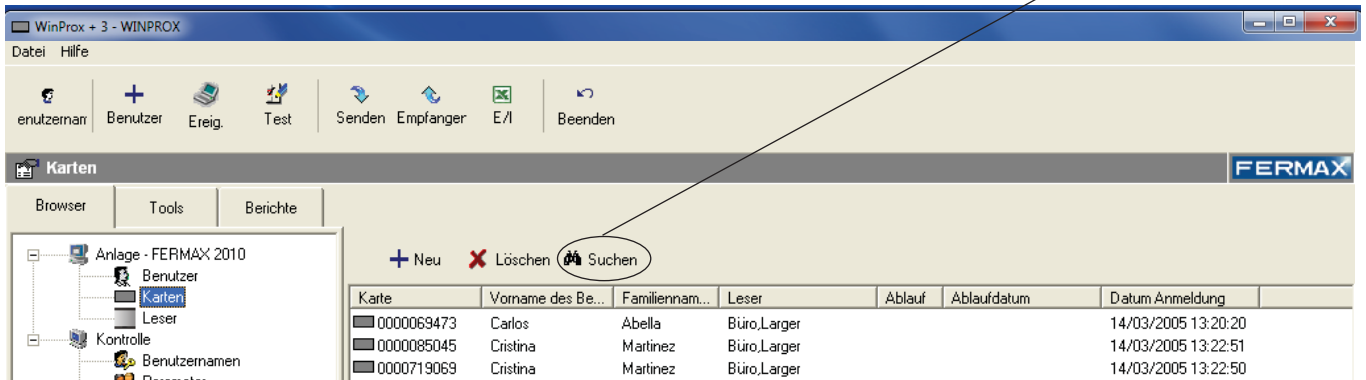 WinProx + 3 - WINPROX
Datei Hilfe
enutzernam Benutzer Ereig. Test Senden Empfanger E/I Beenden
Karten FERMAX
Browser Tools Berichte
Anlage - FERMAX 2010
Neu Löschen Suchen
Benutzer
Karten
Karte Vorname des Be... Familiennam... Leser Ablauf Ablaufdatum Datum Anmeldung
Leser
0000069473 Carlos Abella Büro,Larger 14/03/2005 13:20:20
Kontrolle
0000085045 Cristina Martinez Büro,Larger 14/03/2005 13:22:51
Benutzernamen
0000719069 Cristina Martinez Büro,Larger 14/03/2005 13:22:50